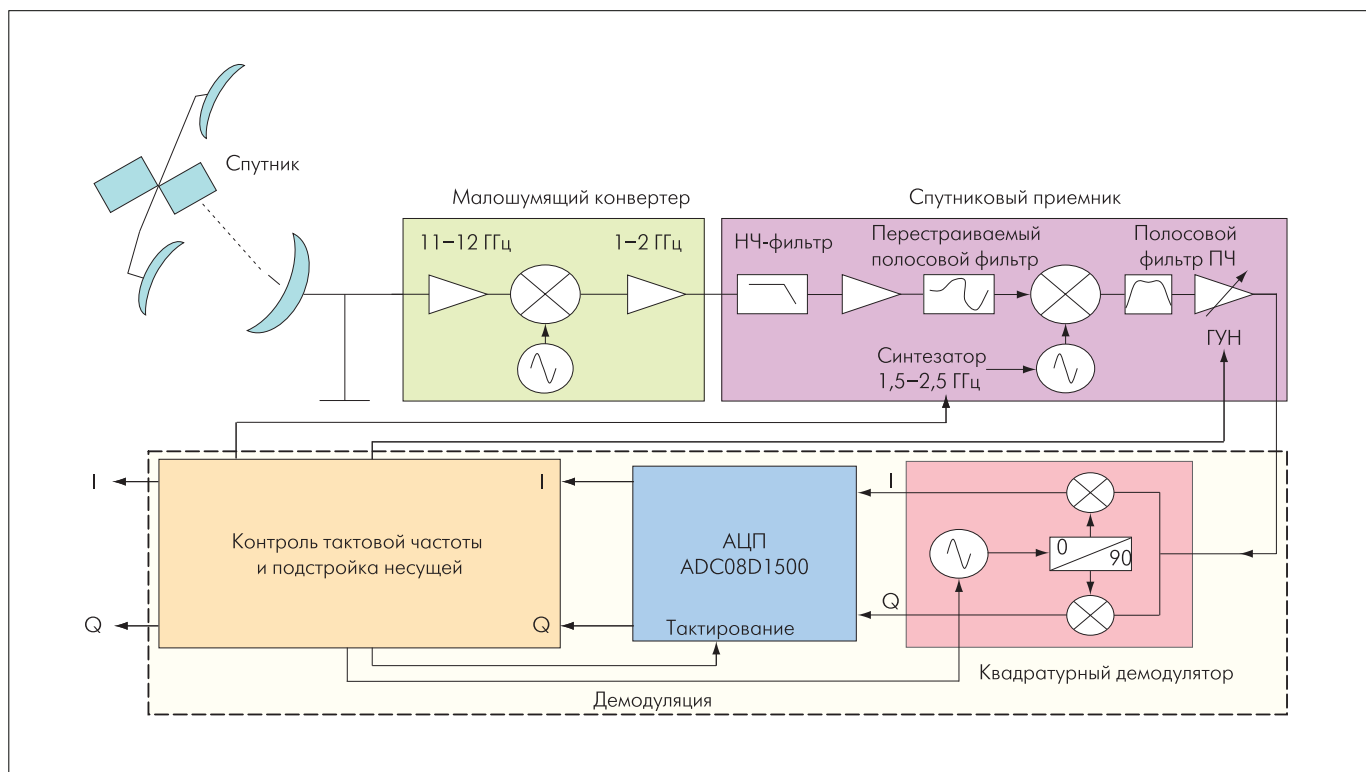 Спутник
Малошумящий конвертер
Спутниковый приемник
11–12 ГГц
1–2 ГГц
НЧ-фильтр
Перестраиваемый
полосовой фильтр
Полосовой
фильтр ПЧ
Синтезатор
1,5–2,5 ГГц
ГУН
I
Контроль тактовой частоты
и подстройка несущей
I
Q
Q
АЦП
ADC08D1500
Тактирование
I
Q
0
90
Квадратурный демодулятор
Демодуляция